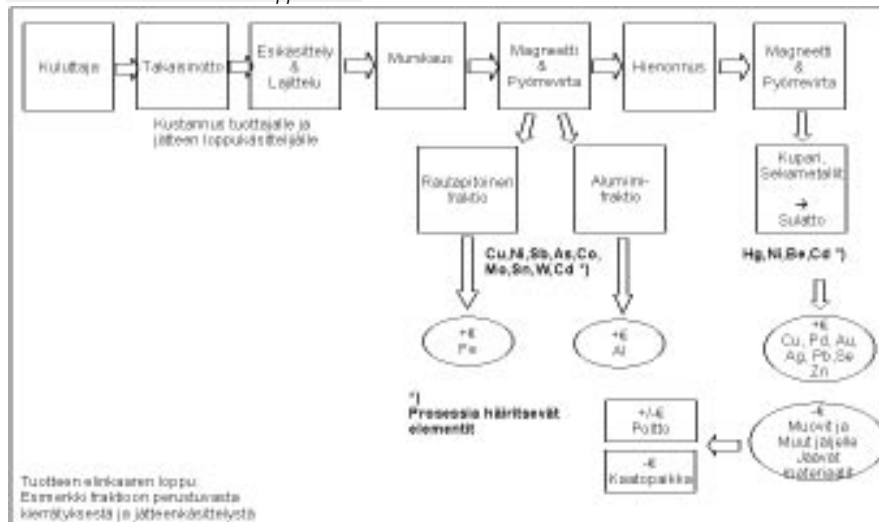 Kuluttaja
Takaisinotto
Esikäsittely
&
Lajittelu
Murskaus
Magneetti
&
Pyörrevirta
Hienonnus
Magneetti
&
Pyörrevirta
Kustannus tuottajalle ja
jätteen loppukäsittelijälle
Rautapitoinen
fraktio
Alumiini-
fraktio
Kupari,
Sekametallit
→
Sulatto
Cu,Ni,Sb,As,Co,
Mo,Sn,W,Cd *)
Hg,Ni,Be,Cd *)
+€
Fe
+€
Al
+€
Cu, Pd, Au,
Ag, Pb,Se
Zn
*)
Prosessia häiritsevät
elementit
+/-€
Poltto
-€
Kaatopaikka
-€
Muovit ja
Muut jäljelle
Jäävät
materiaalit
Tuotteen elinkaaren loppu:
Esimerkki fraktioon perustuvasta
kierrätyksestä ja jätteenkäsittelystä